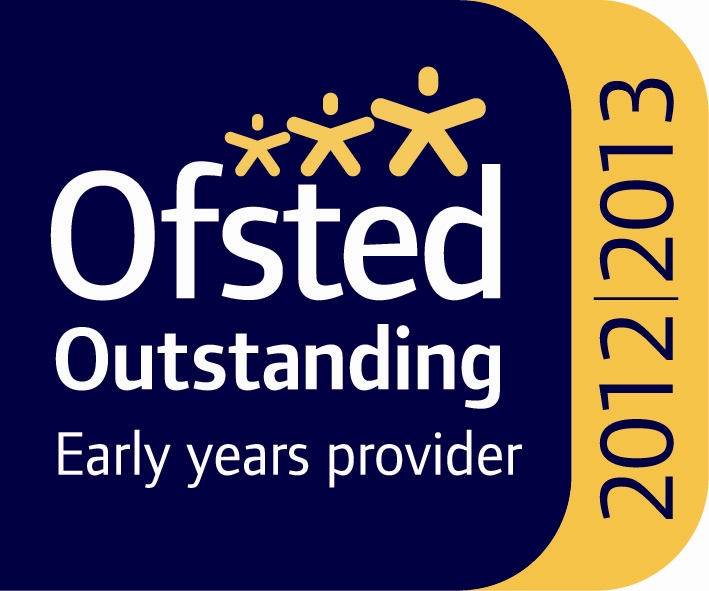 Ofsted
Outstanding
Early years provider
2012|2013